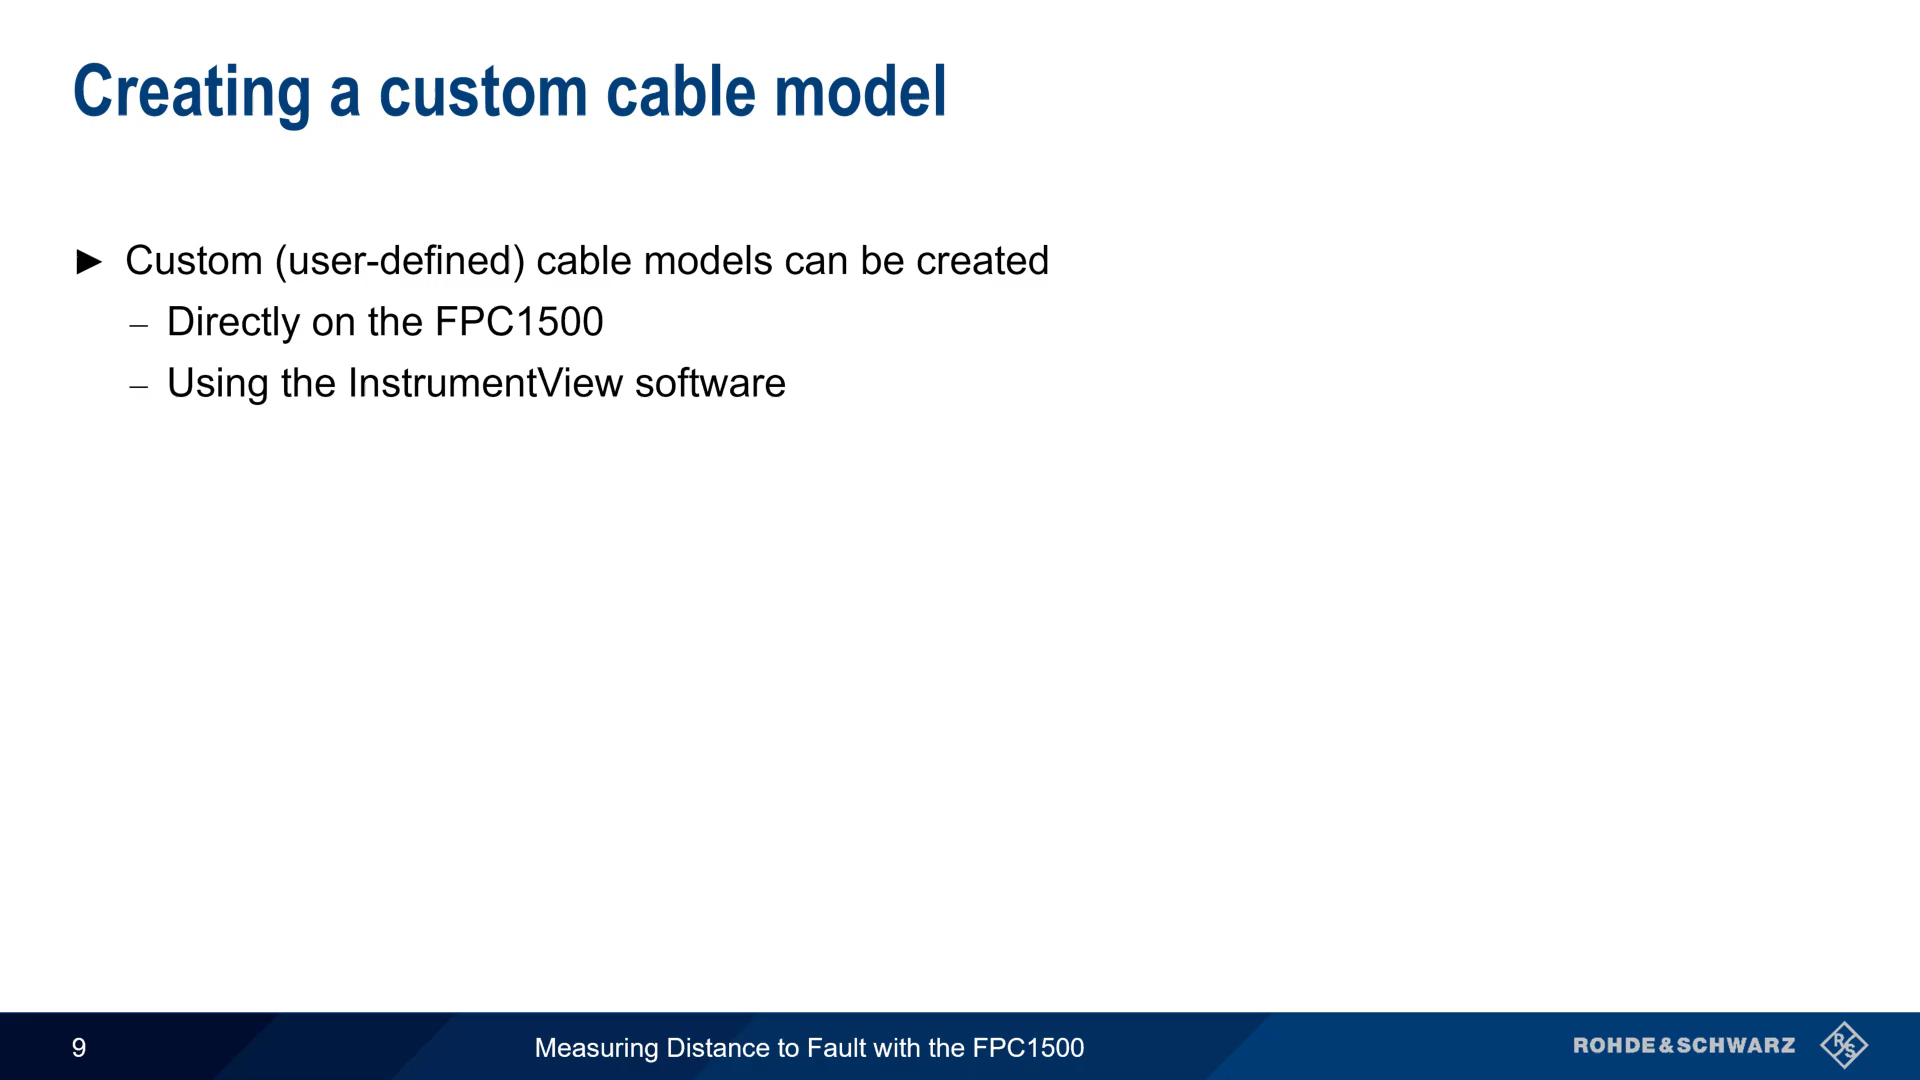 Creating a custom cable model
► Custom (user-defined) cable models can be created
– Directly on the FPC1500
– Using the InstrumentView software
9
Measuring Distance to Fault with the FPC1500
ROHDE&SCHWARZ
R&S